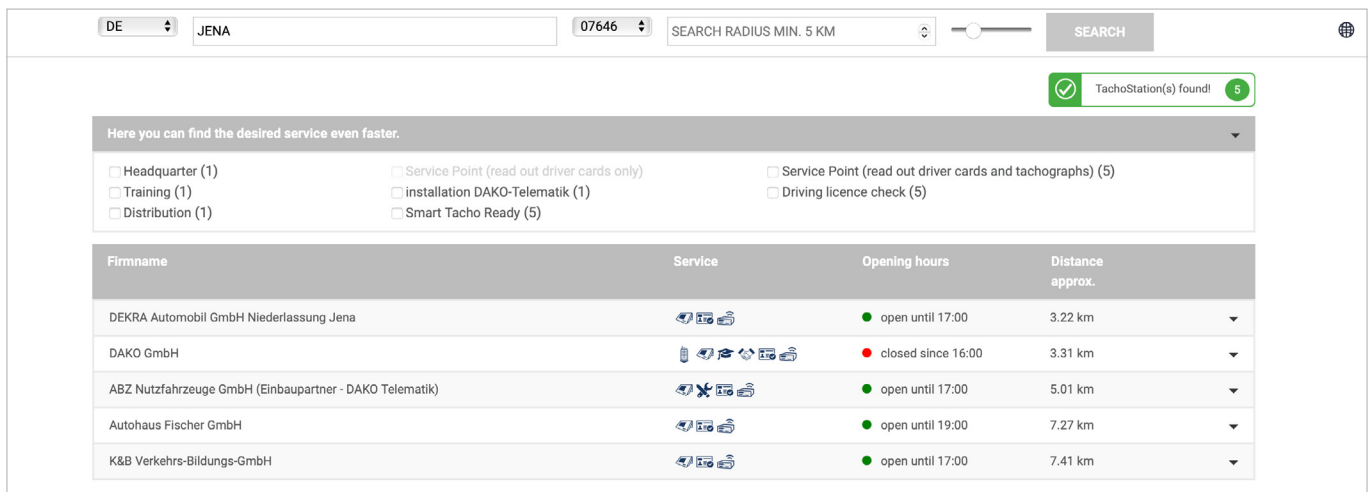 DE JENA 07646 SEARCH RADIUS MIN. 5 KM SEARCH
TachoStation(s) found! 5
Here you can find the desired service even faster.
Headquarter (1) Service Point (read out driver cards only) Service Point (read out driver cards and tachographs) (5)
Training (1) installation DAKO-Telematik (1) Driving licence check (5)
Distribution (1) Smart Tacho Ready (5)
Firmname Service Opening hours Distance
approx.
DEKRA Automobil GmbH Niederlassung Jena open until 17:00 3.22 km
DAKO GmbH closed since 16:00 3.31 km
ABZ Nutzfahrzeuge GmbH (Einbaupartner - DAKO Telematik) open until 17:00 5.01 km
Autohaus Fischer GmbH open until 19:00 7.27 km
K&B Verkehrs-Bildungs-GmbH open until 17:00 7.41 km